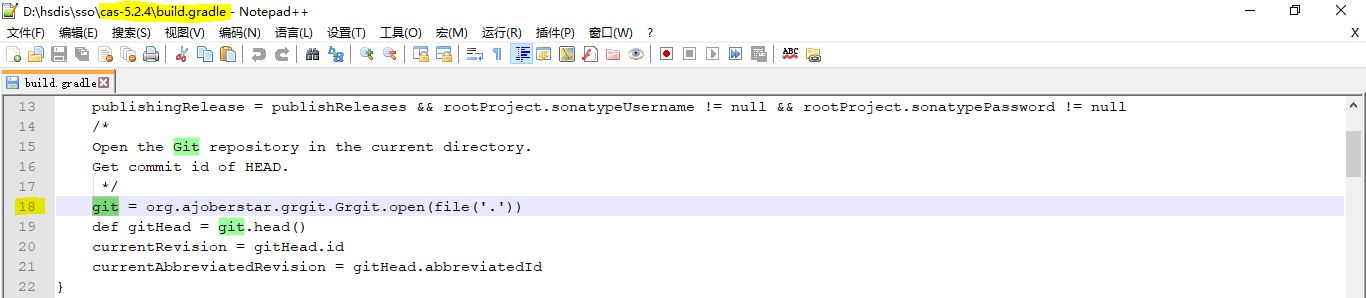 D:\hsdis\sso\cas-5.2.4\build.gradle - Notepad++
文件(F) 编辑(E) 搜索(S) 视图(V) 编码(N) 语言(L) 设置(T) 工具(O) 宏(M) 运行(R) 插件(P) 窗口(W) ? X
ABC
build.gradle
13 publishingRelease = publishReleases && rootProject.sonatypeUsername != null && rootProject.sonatypePassword != null
14 /*
15 Open the Git repository in the current directory.
16 Get commit id of HEAD.
17 */
18 git = org.ajoberstar.grgit.Grgit.open(file('.'))
19 def gitHead = git.head()
20 currentRevision = gitHead.id
21 currentAbbreviatedRevision = gitHead.abbreviatedId
22 }